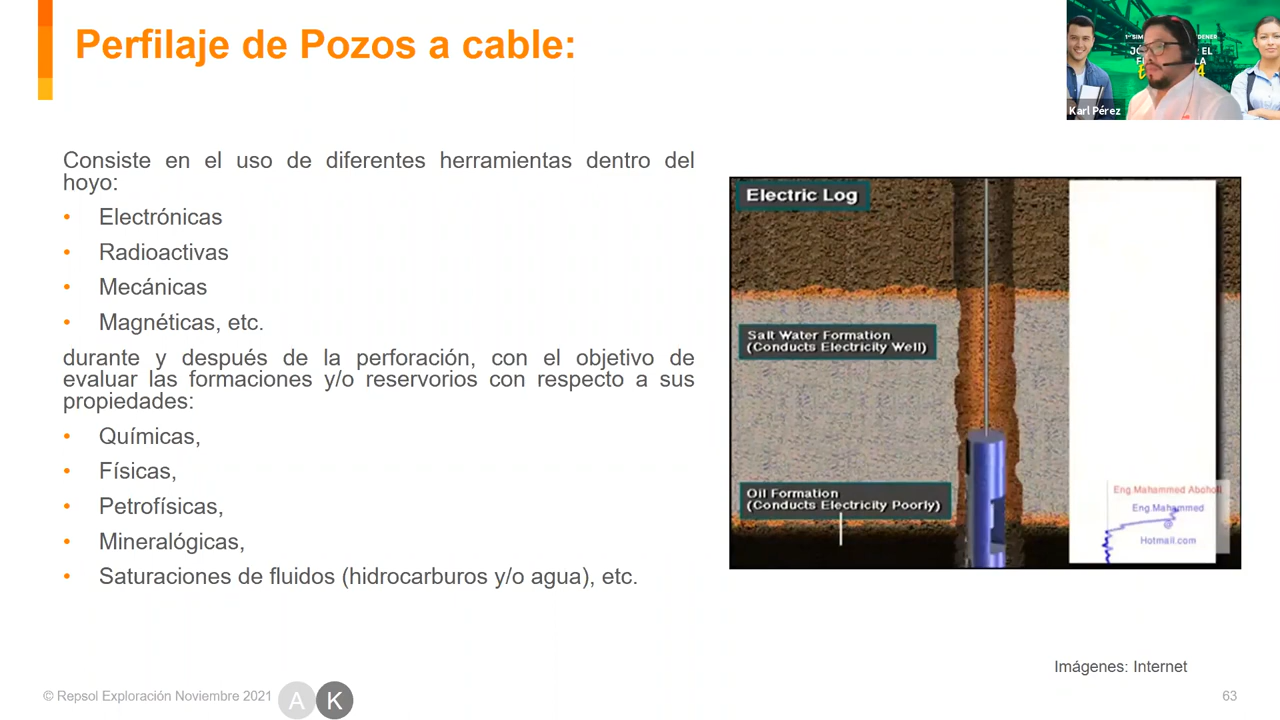 Perfilaje de Pozos a cable:
Karl Pérez
Consiste en el uso de diferentes herramientas dentro del
hoyo:
• Electrónicas
• Radioactivas
• Mecánicas
• Magnéticas, etc.
durante y después de la perforación, con el objetivo de
evaluar las formaciones y/o reservorios con respecto a sus
propiedades:
• Químicas,
• Físicas,
• Petrofísicas,
• Mineralógicas,
• Saturaciones de fluidos (hidrocarburos y/o agua), etc.
Electric Log
Salt Water Formation
(Conducts Electricity Well)
Oil Formation
(Conducts Electricity Poorly)
Eng.Mahammed Aboholl
Eng.Mahammed
@
Hotmail.com
Imágenes: Internet
© Repsol Exploración Noviembre 2021
A K
63